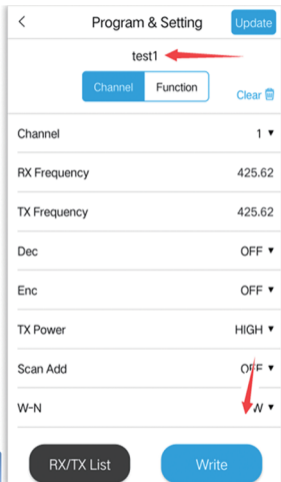 Program & Setting Update
test1
Channel Function
Clear
Channel 1
RX Frequency 425.62
TX Frequency 425.62
Dec OFF
Enc OFF
TX Power HIGH
Scan Add OFF
W-N W
RX/TX List Write